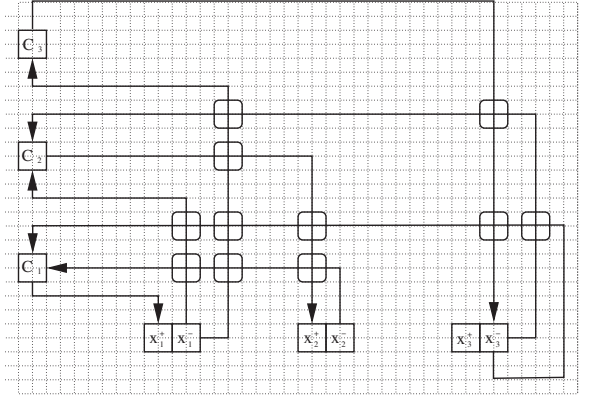 C₃
C₂
C₁
x₁⁺ x₁⁻ x₂⁺ x₂⁻ x₃⁺ x₃⁻